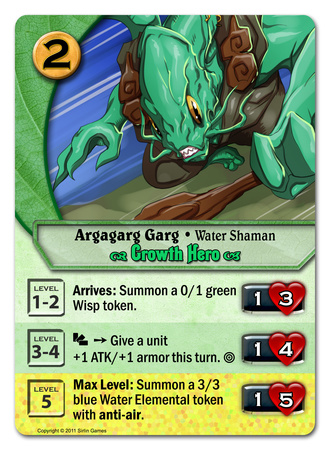 2
Argagarg Garg • Water Shaman
Growth Hero
LEVEL
1-2
Arrives: Summon a 0/1 green
Wisp token.
1 3
LEVEL
3-4
→ Give a unit
+1 ATK/+1 armor this turn. ◎
1 4
LEVEL
5
Max Level: Summon a 3/3
blue Water Elemental token
with anti-air.
1 5
Copyright © 2011 Sirlin Games